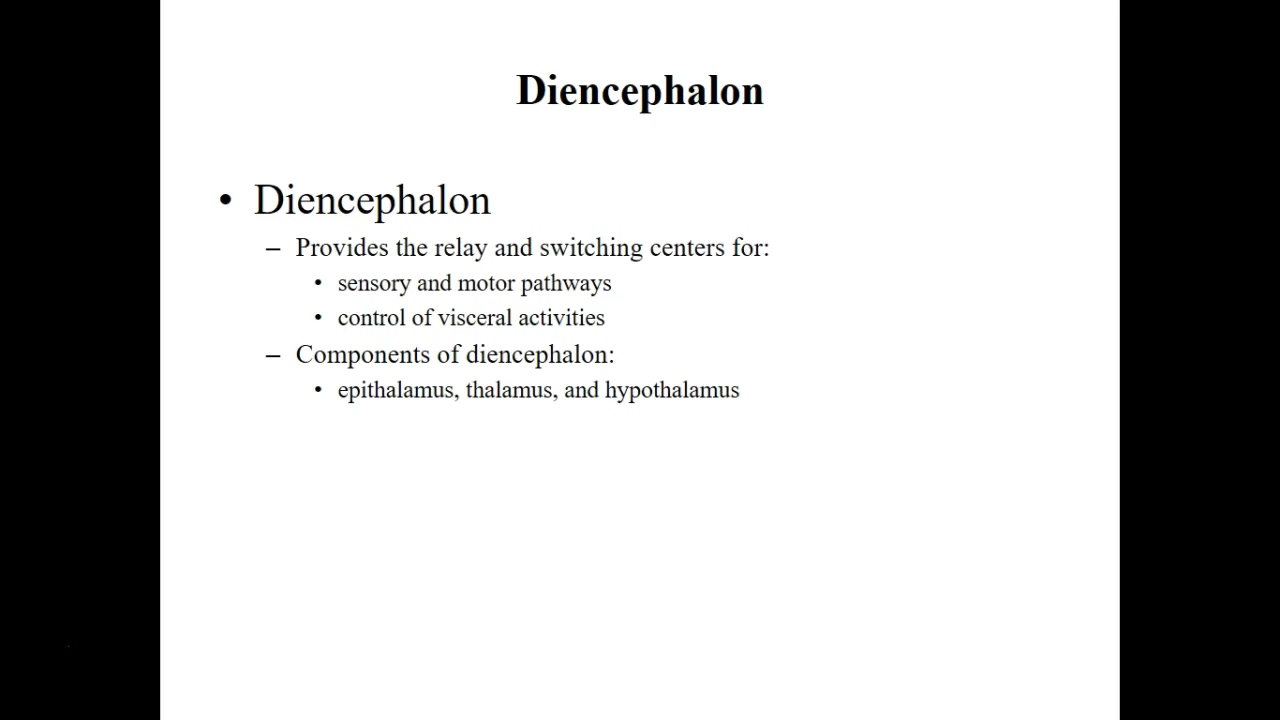 Diencephalon
• Diencephalon
– Provides the relay and switching centers for:
• sensory and motor pathways
• control of visceral activities
– Components of diencephalon:
• epithalamus, thalamus, and hypothalamus